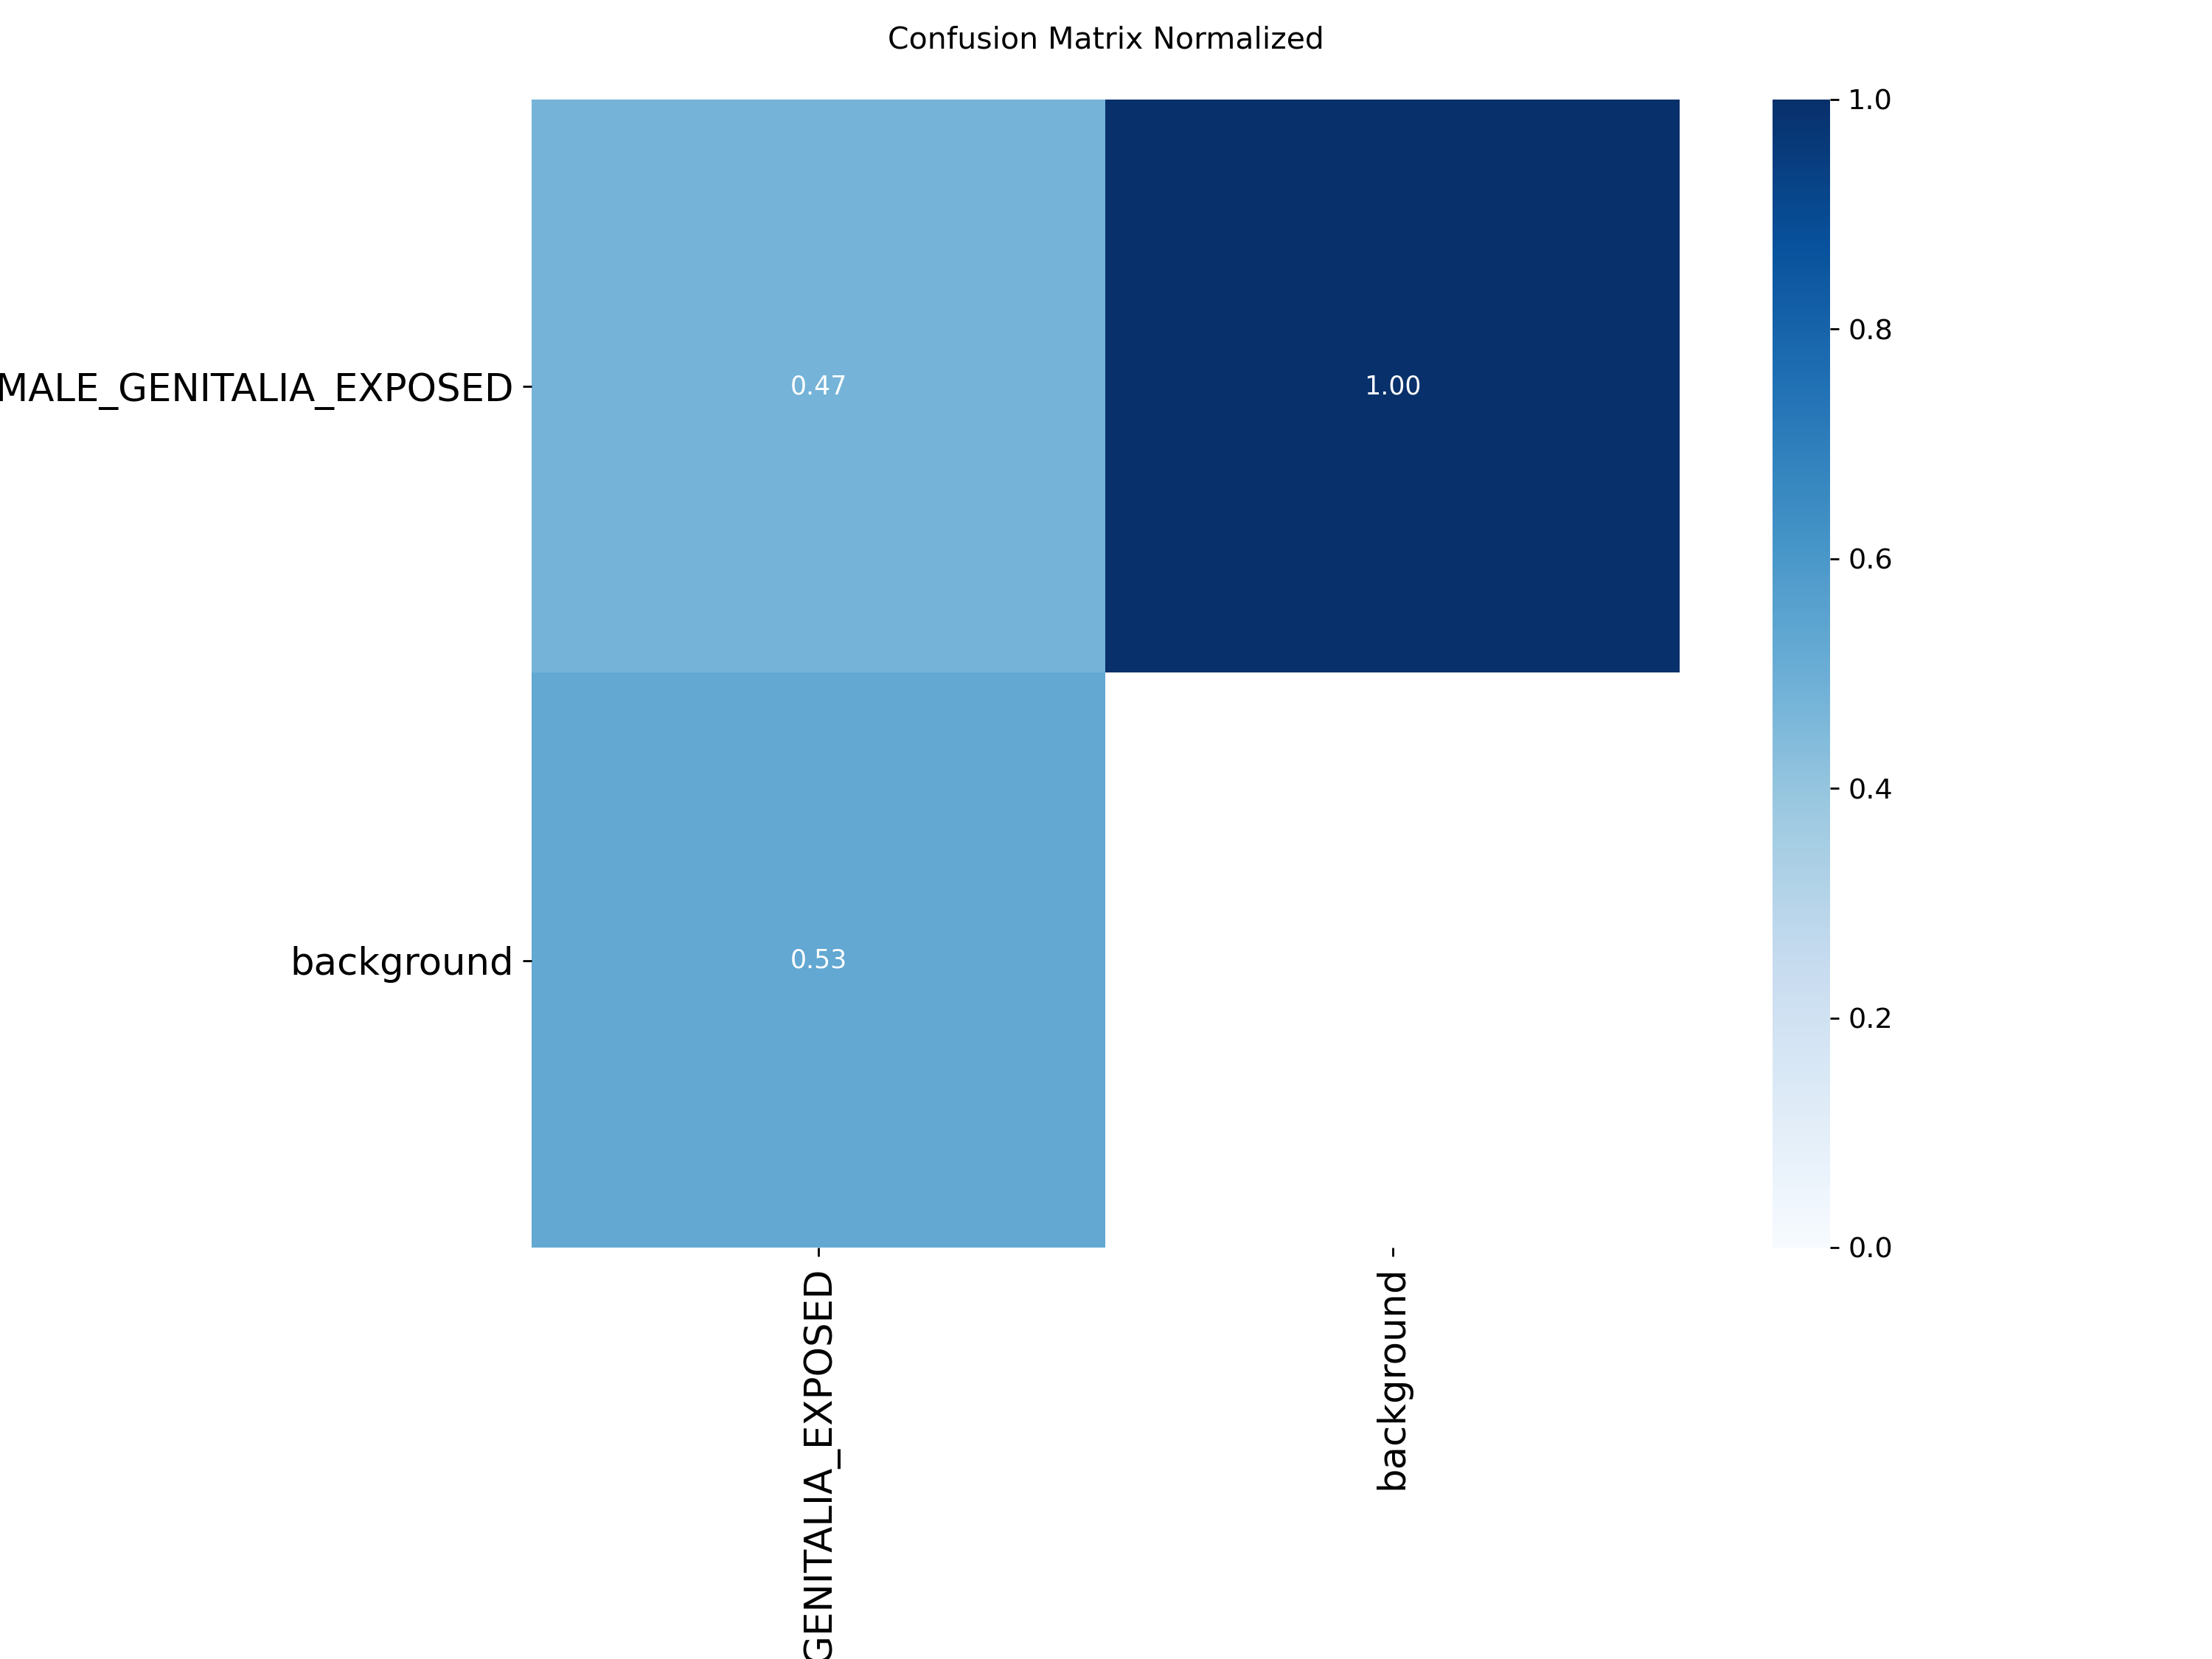 Confusion Matrix Normalized
MALE_GENITALIA_EXPOSED
background
0.47
1.00
0.53
GENITALIA_EXPOSED
background
1.0
0.8
0.6
0.4
0.2
0.0